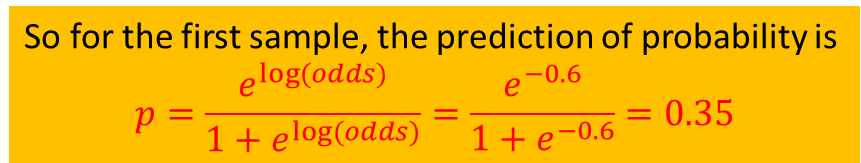 So for the first sample, the prediction of probability is
p = e^log(odds) / (1 + e^log(odds)) = e^−0.6 / (1 + e^−0.6) = 0.35